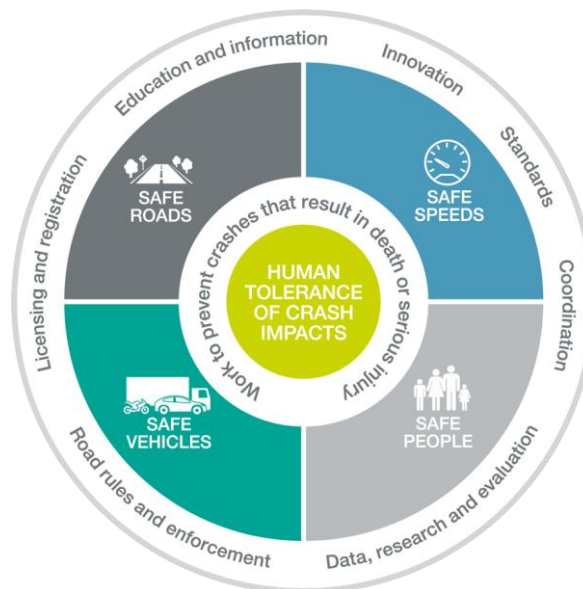 Education and information
Innovation
Standards
Coordination
Data, research and evaluation
Road rules and enforcement
Licensing and registration
SAFE
ROADS
SAFE
SPEEDS
SAFE
PEOPLE
SAFE
VEHICLES
Work to prevent crashes that result in death or serious injury
HUMAN
TOLERANCE
OF CRASH
IMPACTS